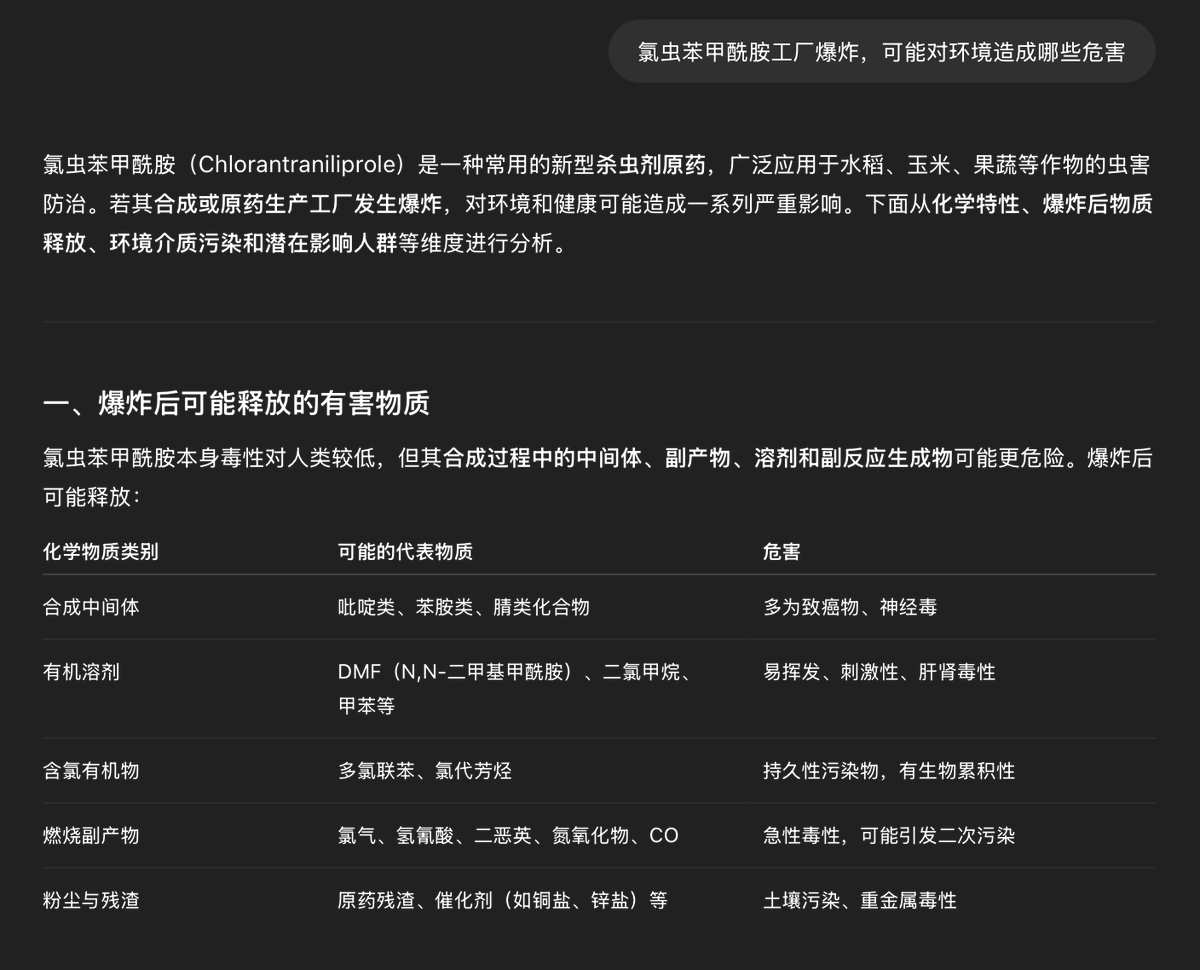 氯虫苯甲酰胺工厂爆炸，可能对环境造成哪些危害
氯虫苯甲酰胺（Chlorantraniliprole）是一种常用的新型杀虫剂原药，广泛应用于水稻、玉米、果蔬等作物的虫害
防治。若其合成或原药生产工厂发生爆炸，对环境和健康可能造成一系列严重影响。下面从化学特性、爆炸后物质
释放、环境介质污染和潜在影响人群等维度进行分析。
一、爆炸后可能释放的有害物质
氯虫苯甲酰胺本身毒性对人类较低，但其合成过程中的中间体、副产物、溶剂和副反应生成物可能更危险。爆炸后
可能释放：
化学物质类别 可能的代表物质 危害
合成中间体 吡啶类、苯胺类、腈类化合物 多为致癌物、神经毒
有机溶剂 DMF（N,N-二甲基甲酰胺）、二氯甲烷、 易挥发、刺激性、肝肾毒性
甲苯等
含氯有机物 多氯联苯、氯代芳烃 持久性污染物，有生物累积性
燃烧副产物 氯气、氢氰酸、二恶英、氮氧化物、CO 急性毒性，可能引发二次污染
粉尘与残渣 原药残渣、催化剂（如铜盐、锌盐）等 土壤污染、重金属毒性